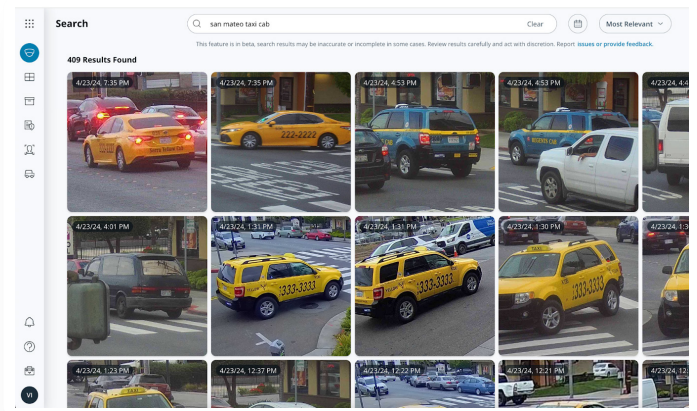 Search
san mateo taxi cab
Clear
Most Relevant
This feature is in beta, search results may be inaccurate or incomplete in some cases. Review results carefully and act with discretion. Report issues or provide feedback.
409 Results Found
4/23/24, 7:35 PM
4/23/24, 7:35 PM
4/23/24, 4:53 PM
4/23/24, 4:53 PM
222-2222
CAB
4/23/24, 4:01 PM
4/23/24, 1:31 PM
4/23/24, 1:31 PM
4/23/24, 1:30 PM
TAXI
333-3333
333-3333
333-3333
4/23/24, 1:23 PM
4/23/24, 12:37 PM
4/23/24, 12:22 PM
4/23/24, 12:21 PM
TAXI
VI